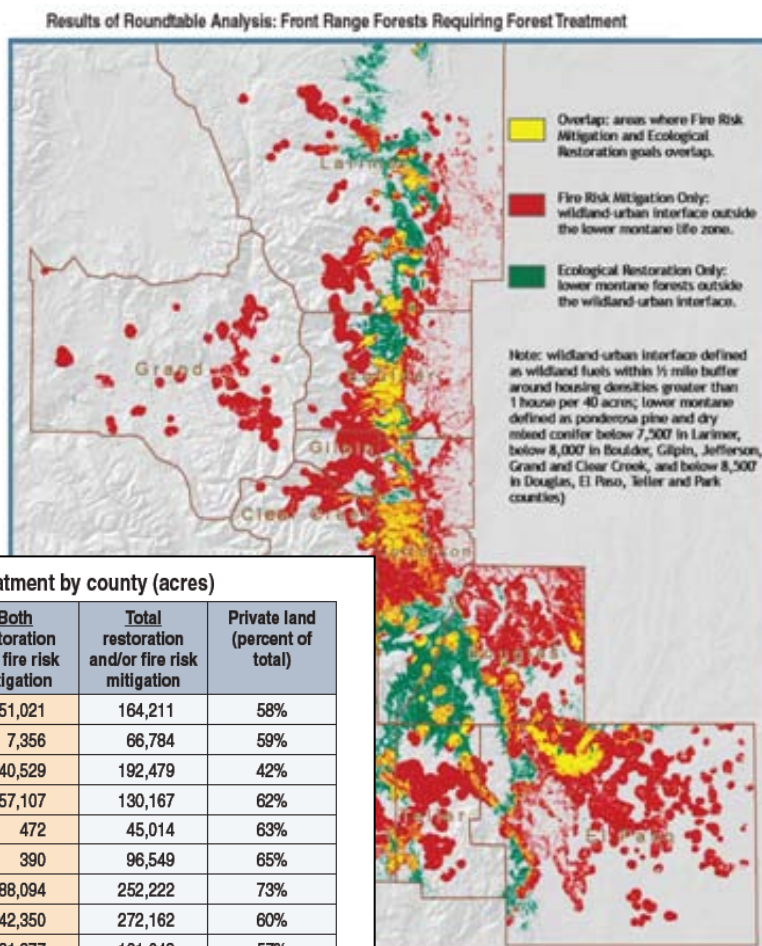 Results of Roundtable Analysis: Front Range Forests Requiring Forest Treatment
Overlap: areas where Fire Risk
Mitigation and Ecological
Restoration goals overlap.
Larimer
Fire Risk Mitigation Only:
wildland-urban interface outside
the lower montane life zone.
Ecological Restoration Only:
lower montane forests outside
the wildland-urban interface.
Note: wildland-urban interface defined
as wildland fuels within ½ mile buffer
around housing densities greater than
1 house per 40 acres; lower montane
defined as ponderosa pine and dry
mixed conifer below 7,500' in Larimer,
below 8,000' in Boulder, Gilpin, Jefferson,
Grand and Clear Creek, and below 8,500'
in Douglas, El Paso, Teller and Park
counties)
Grand
Boulder
Gilpin
Clear Creek
Jefferson
Douglas
Teller
El Paso
atment by county (acres)
Both Total Private land
toration restoration (percent of
fire risk and/or fire risk total)
tigation mitigation
51,021 164,211 58%
7,356 66,784 59%
40,529 192,479 42%
57,107 130,167 62%
472 45,014 63%
390 96,549 65%
88,094 252,222 73%
42,350 272,162 60%